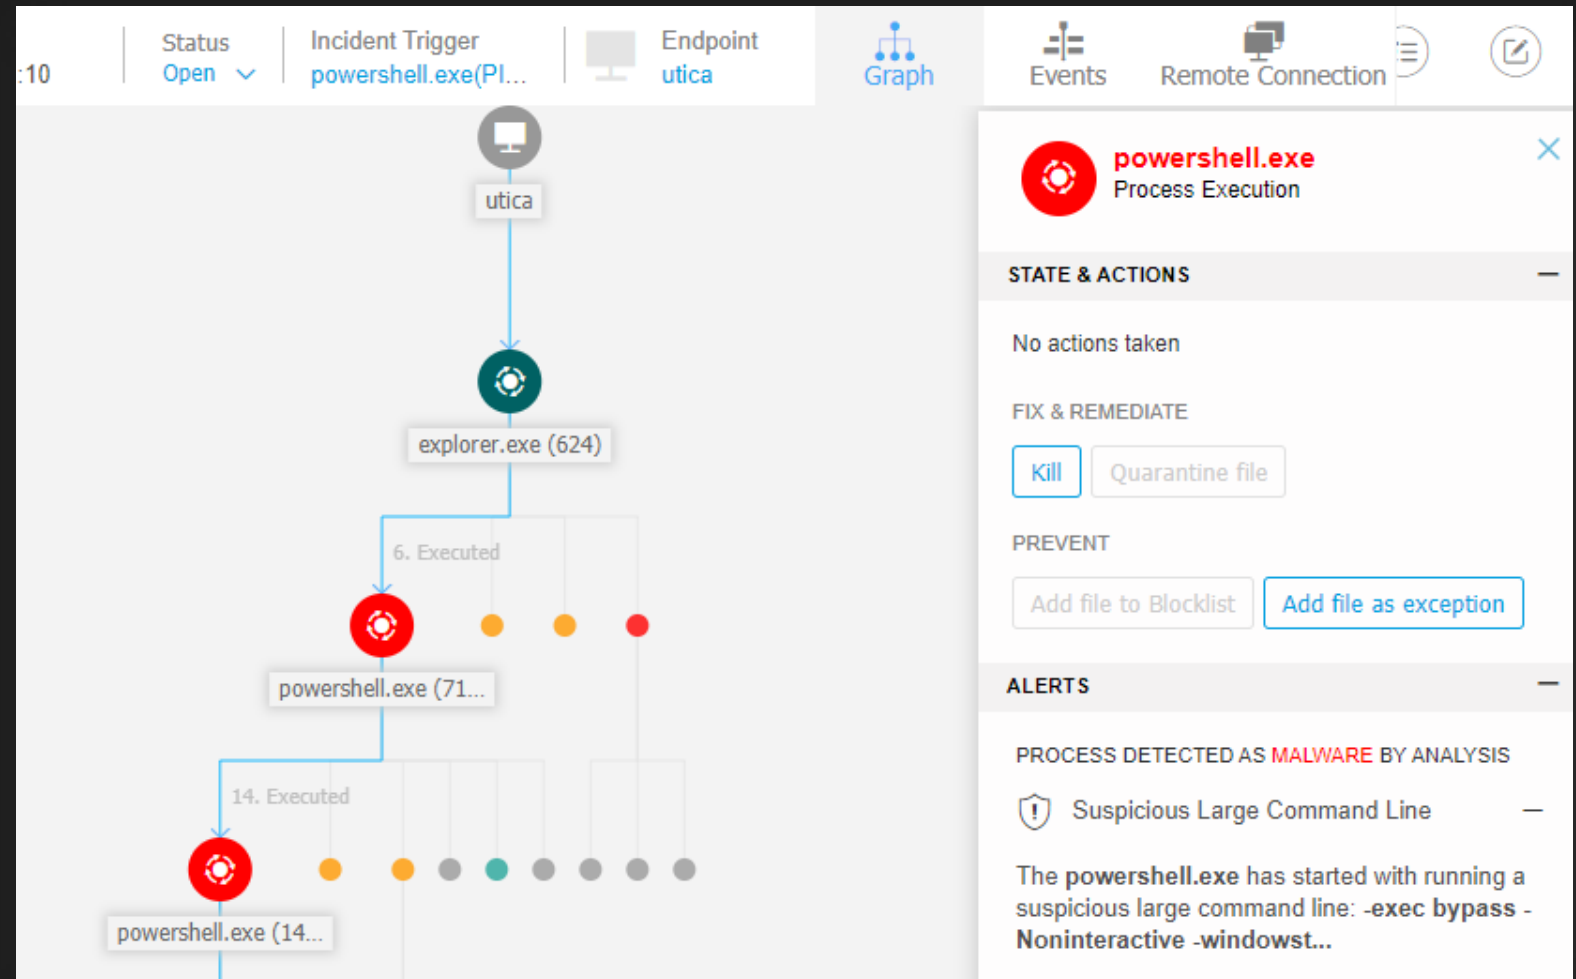 :10
Status
Open
Incident Trigger
powershell.exe(PI...
Endpoint
utica
Graph
Events
Remote Connection
utica
explorer.exe (624)
6. Executed
powershell.exe (71...
14. Executed
powershell.exe (14...
powershell.exe
Process Execution
STATE & ACTIONS
No actions taken
FIX & REMEDIATE
Kill
Quarantine file
PREVENT
Add file to Blocklist
Add file as exception
ALERTS
PROCESS DETECTED AS MALWARE BY ANALYSIS
Suspicious Large Command Line
The powershell.exe has started with running a
suspicious large command line: -exec bypass -
Noninteractive -windowst...